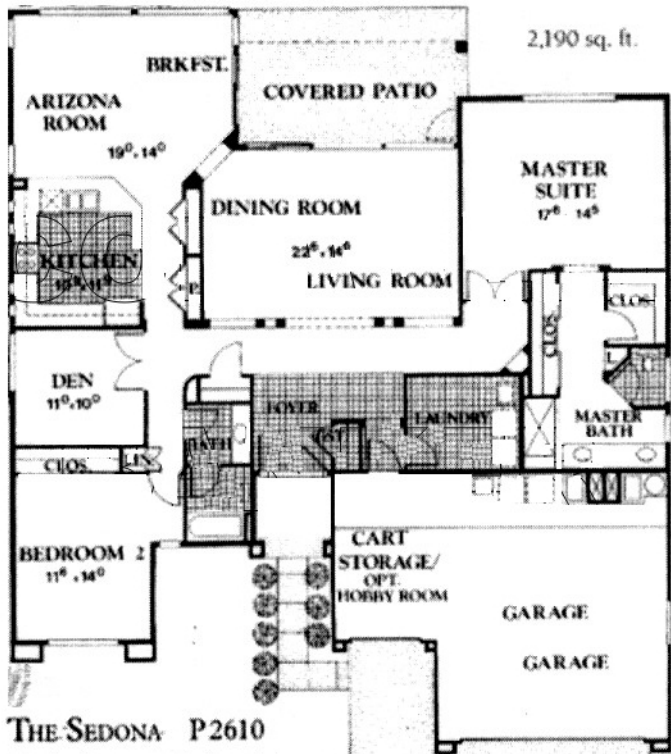 2,190 sq. ft.
BRKFST.
COVERED PATIO
ARIZONA
ROOM
19⁰ · 14⁰
MASTER
SUITE
17⁶ 14⁵
DINING ROOM
22⁶ · 14⁶
LIVING ROOM
KITCHEN
P.
CLOS.
CLOS.
L.
DEN
11⁰ · 10⁰
FOYER
LAUNDRY
BATH
MASTER
BATH
CLOS.
LIN.
BEDROOM 2
11⁶ · 14⁰
CART
STORAGE/
OPT.
HOBBY ROOM
GARAGE
GARAGE
THE SEDONA P2610